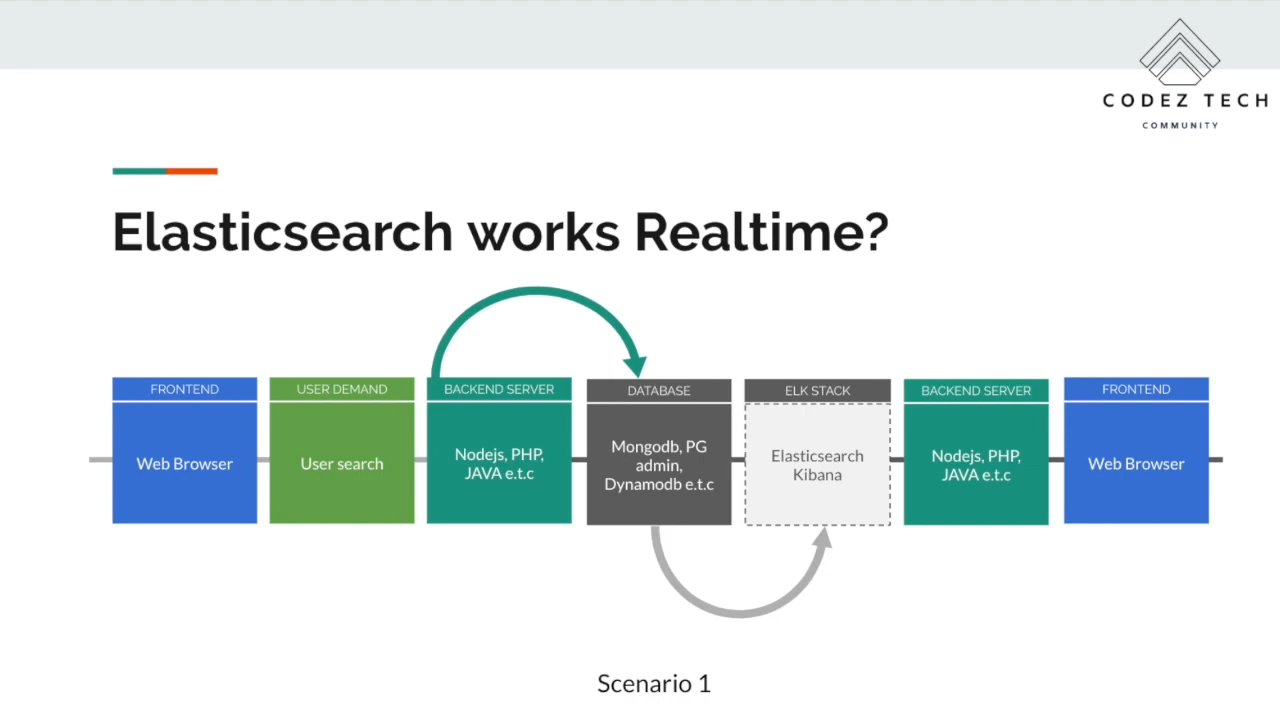 CODEZ TECH
COMMUNITY
Elasticsearch works Realtime?
FRONTEND
Web Browser
USER DEMAND
User search
BACKEND SERVER
Nodejs, PHP,
JAVA e.t.c
DATABASE
Mongodb, PG
admin,
Dynamodb e.t.c
ELK STACK
Elasticsearch
Kibana
BACKEND SERVER
Nodejs, PHP,
JAVA e.t.c
FRONTEND
Web Browser
Scenario 1